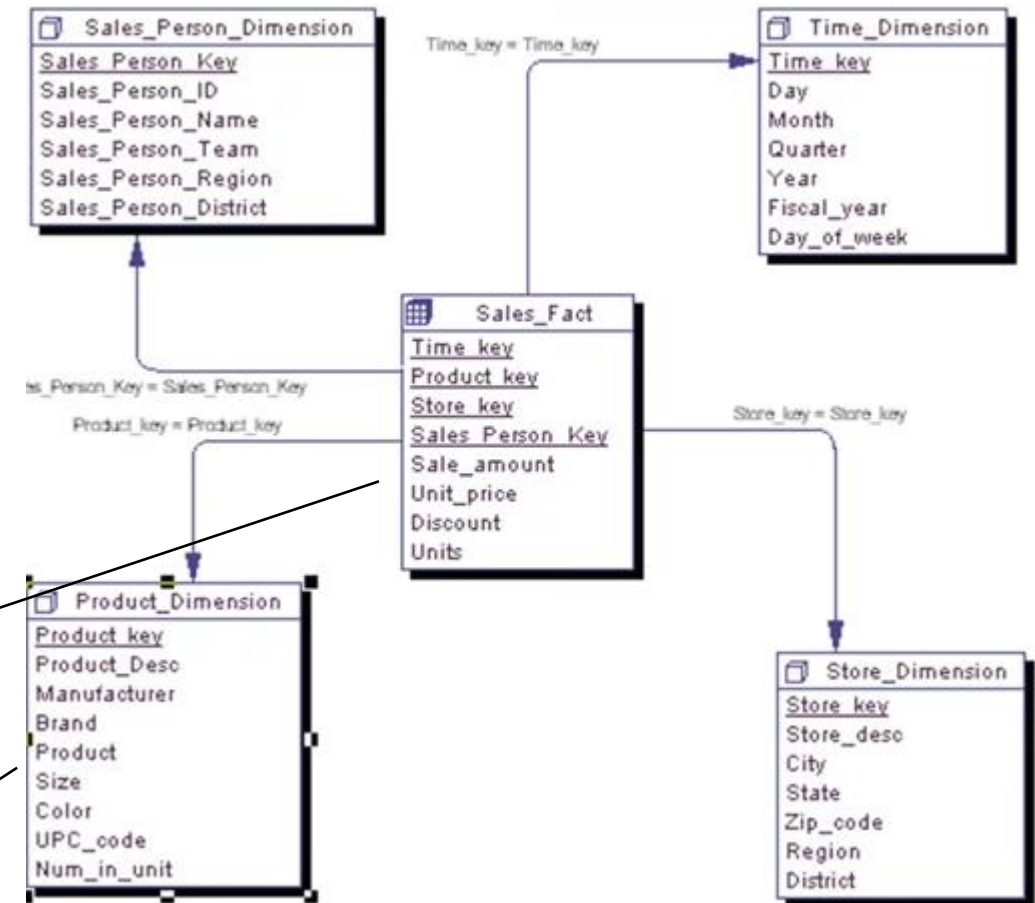 Sales_Person_Dimension
Sales_Person_Key
Sales_Person_ID
Sales_Person_Name
Sales_Person_Team
Sales_Person_Region
Sales_Person_District
Time_key = Time_key
Time_Dimension
Time_key
Day
Month
Quarter
Year
Fiscal_year
Day_of_week
Sales_Fact
Time_key
Product_key
Store_key
Sales_Person_Key
Sale_amount
Unit_price
Discount
Units
es_Person_Key = Sales_Person_Key
Product_key = Product_key
Store_key = Store_key
Product_Dimension
Product_key
Product_Desc
Manufacturer
Brand
Product
Size
Color
UPC_code
Num_in_unit
Store_Dimension
Store_key
Store_desc
City
State
Zip_code
Region
District